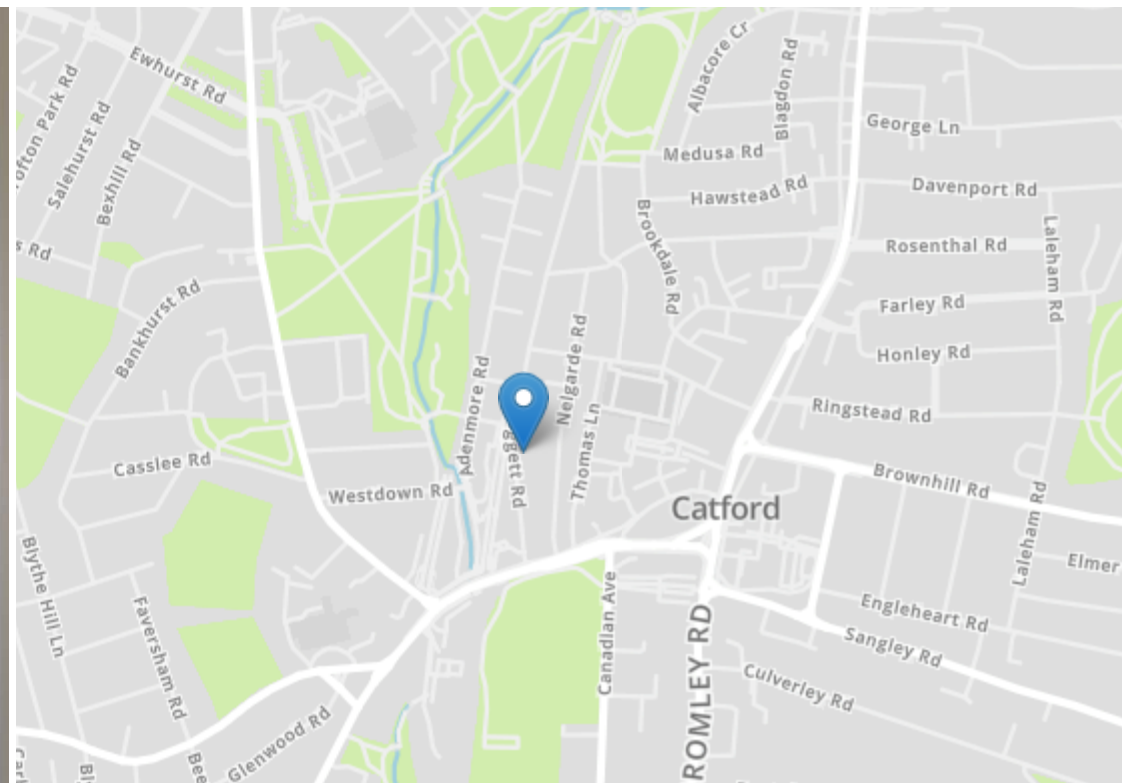 Ewhurst Rd
Albacore Cr
Blagdon Rd
George Ln
Salehurst Rd
Bexhill Rd
Medusa Rd
Hawstead Rd
Davenport Rd
Brookdale Rd
Rosenthal Rd
Laleham Rd
Bankhurst Rd
Farley Rd
Honley Rd
Nelgarde Rd
Adenmore Rd
Ringstead Rd
Thomas Ln
ggett Rd
Casslee Rd
Westdown Rd
Brownhill Rd
Catford
Laleham Rd
Blythe Hill Ln
Elmer
Faversham Rd
Canadian Ave
Engleheart Rd
Sangley Rd
ROMLEY RD
Culverley Rd
Glenwood Rd
Bee